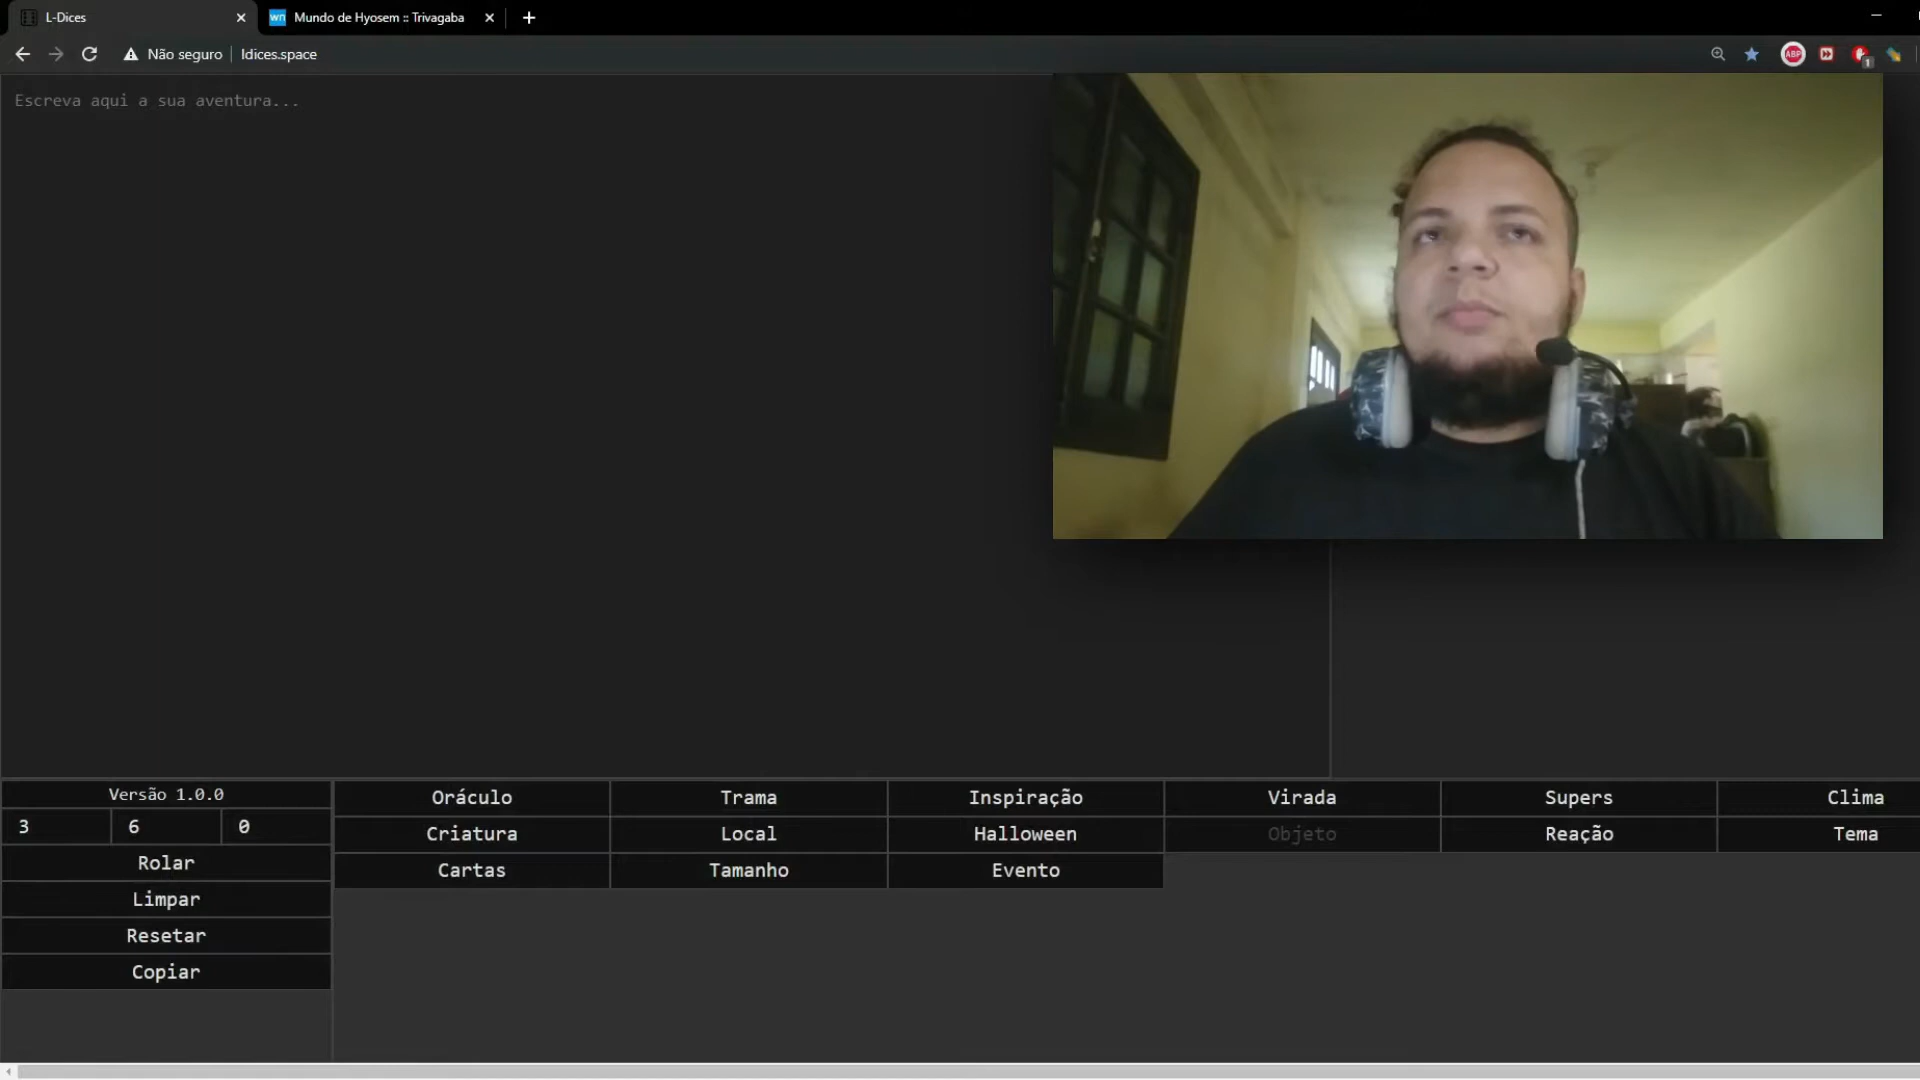 L-Dices
Mundo de Hyosem :: Trivagaba
Não seguro
ldices.space
ABP
1
Escreva aqui a sua aventura...
Versão 1.0.0
3 6 0
Rolar
Limpar
Resetar
Copiar
Oráculo Trama Inspiração Virada Supers Clima
Criatura Local Halloween Objeto Reação Tema
Cartas Tamanho Evento